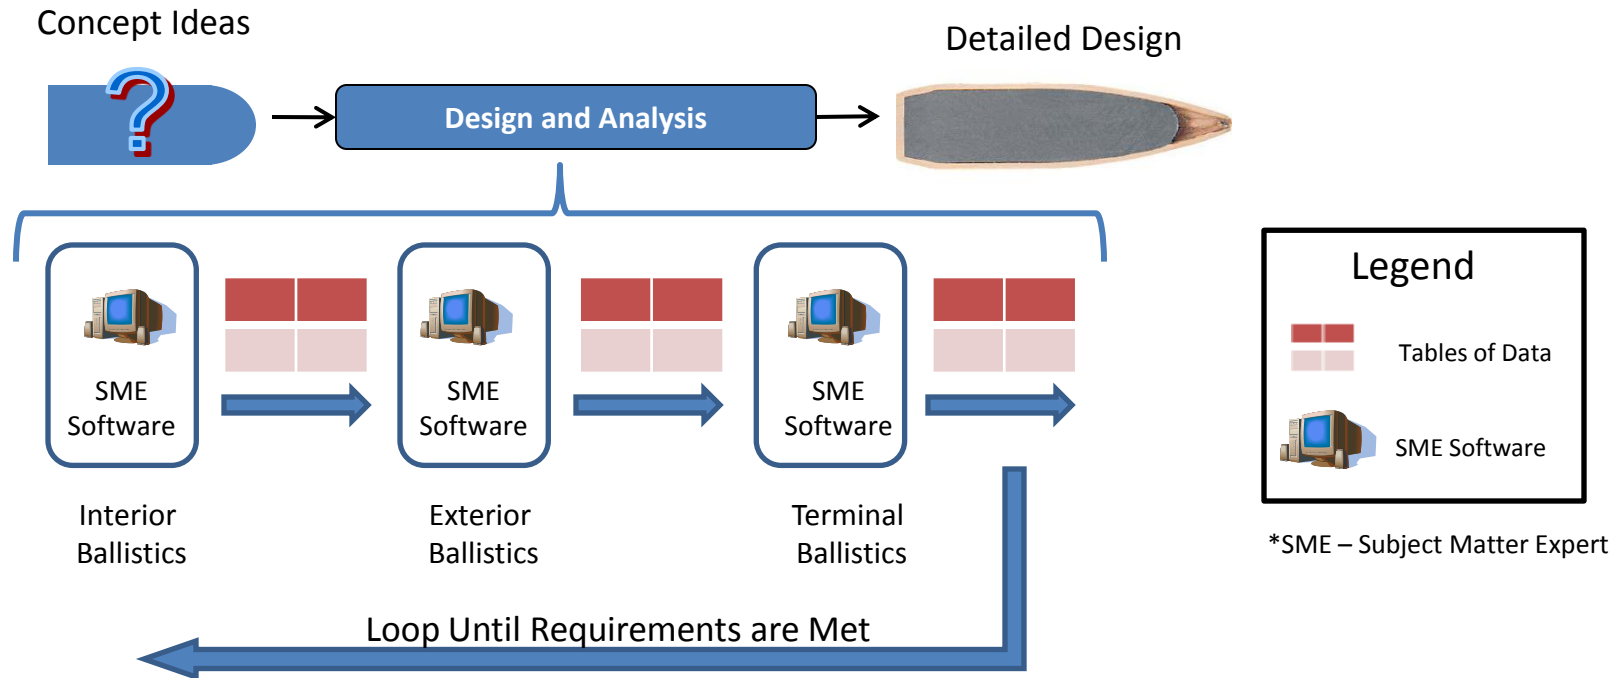 Concept Ideas
Detailed Design
?
Design and Analysis
SME
Software
SME
Software
SME
Software
Interior
Ballistics
Exterior
Ballistics
Terminal
Ballistics
Loop Until Requirements are Met
Legend
Tables of Data
SME Software
*SME – Subject Matter Expert